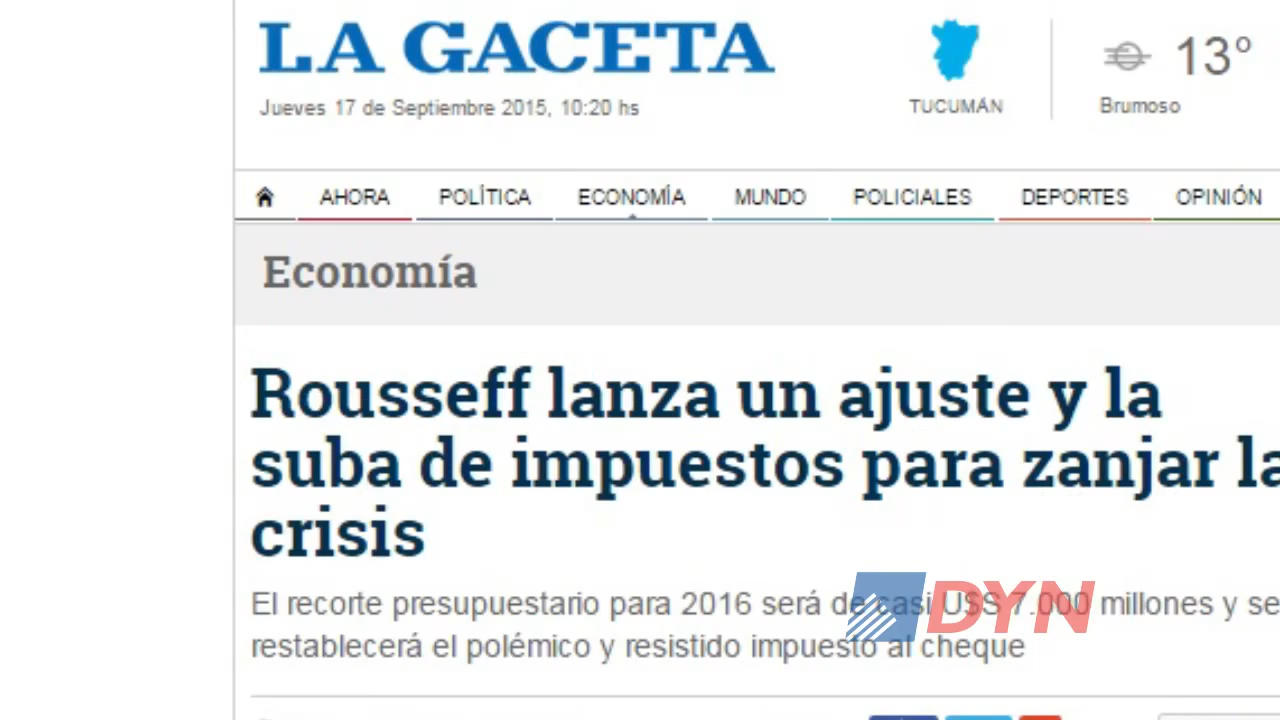 LA GACETA
Jueves 17 de Septiembre 2015, 10:20 hs
TUCUMÁN
13º
Brumoso
AHORA POLÍTICA ECONOMÍA MUNDO POLICIALES DEPORTES OPINIÓN
Economía
Rousseff lanza un ajuste y la
suba de impuestos para zanjar la
crisis
El recorte presupuestario para 2016 será de casi U$S 7.000 millones y se
restablecerá el polémico y resistido impuesto al cheque
DYN